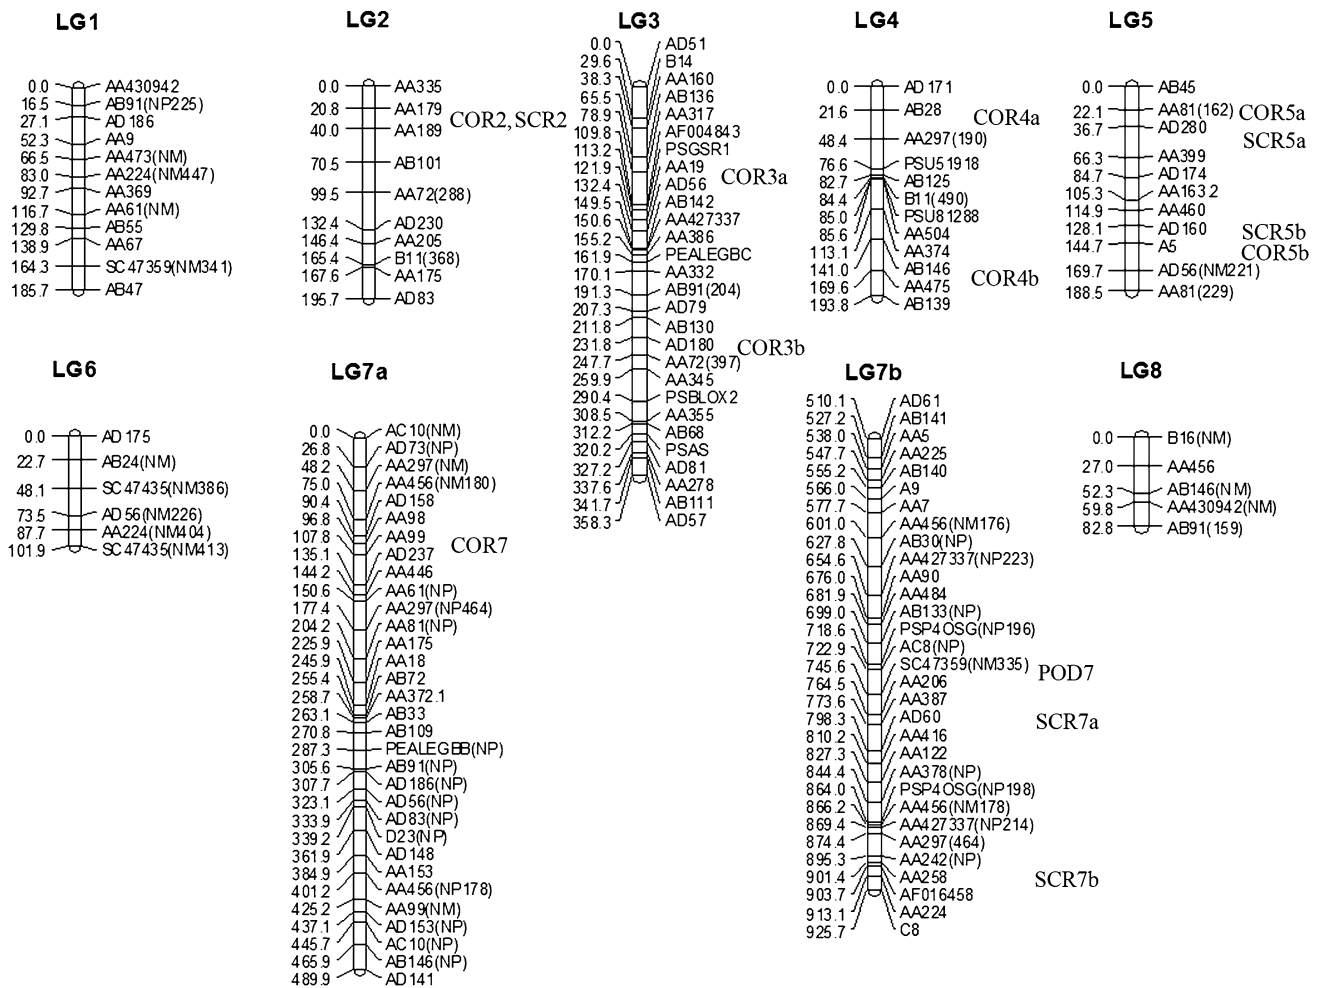 LG1
0.0 AA430942
16.5 AB91(NP225)
27.1 AD186
52.3 AA9
66.5 AA473(NM)
83.0 AA224(NM447)
92.7 AA369
116.7 AA61(NM)
129.8 AB55
138.9 AA67
164.3 SC47359(NM341)
185.7 AB47
LG2
0.0 AA335
20.8 AA179
COR2,SCR2
40.0 AA189
70.5 AB101
99.5 AA72(288)
132.4 AD230
146.4 AA205
165.4 B11(368)
167.6 AA175
195.7 AD83
LG3
0.0 AD51
29.6 B14
38.3 AA160
65.5 AB136
78.9 AA317
109.8 AF004843
113.2 PSGSR1
121.9 AA19
COR3a
132.4 AD56
149.5 AB142
150.6 AA427337
155.2 AA386
161.9 PEALEGBC
170.1 AA332
191.3 AB91(204)
207.3 AD79
211.8 AB130
231.8 AD180
COR3b
247.7 AA72(397)
259.9 AA345
290.4 PSBLOX2
308.5 AA355
312.2 AB68
320.2 PSAS
327.2 AD81
337.6 AA278
341.7 AB111
358.3 AD57
LG4
0.0 AD171
21.6 AB28
COR4a
48.4 AA297(190)
76.6 PSU51918
82.7 AB125
84.4 B11(490)
85.0 PSU81288
85.6 AA504
113.1 AA374
141.0 AB146
COR4b
169.6 AA475
193.8 AB139
LG5
0.0 AB45
22.1 AA81(162) COR5a
36.7 AD280
SCR5a
66.3 AA399
84.7 AD174
105.3 AA1632
114.9 AA460
128.1 AD160 SCR5b
144.7 A5 COR5b
169.7 AD56(NM221)
188.5 AA81(229)
LG6
0.0 AD175
22.7 AB24(NM)
48.1 SC47435(NM386)
73.5 AD56(NM226)
87.7 AA224(NM404)
101.9 SC47435(NM413)
LG7a
0.0 AC10(NM)
26.8 AD73(NP)
48.2 AA297(NM)
75.0 AA456(NM180)
90.4 AD158
96.8 AA98
107.8 AA99
COR7
135.1 AD237
144.2 AA446
150.6 AA61(NP)
177.4 AA297(NP464)
204.2 AA81(NP)
225.9 AA175
245.9 AA18
255.4 AB72
258.7 AA372.1
263.1 AB33
270.8 AB109
287.3 PEALEGBB(NP)
305.6 AB91(NP)
307.7 AD186(NP)
323.1 AD56(NP)
333.9 AD83(NP)
339.2 D23(NP)
361.9 AD148
384.9 AA153
401.2 AA456(NP178)
425.2 AA99(NM)
437.1 AD153(NP)
445.7 AC10(NP)
465.9 AB146(NP)
489.9 AD141
LG7b
510.1 AD61
527.2 AB141
538.0 AA5
547.7 AA225
555.2 AB140
566.0 A9
577.7 AA7
601.0 AA456(NM176)
627.8 AB30(NP)
654.6 AA427337(NP223)
676.0 AA90
681.9 AA484
699.0 AB133(NP)
718.6 PSP4OSG(NP196)
722.9 AC8(NP)
745.6 SC47359(NM335)
POD7
764.5 AA206
773.6 AA387
798.3 AD60 SCR7a
810.2 AA416
827.3 AA122
844.4 AA378(NP)
864.0 PSP4OSG(NP198)
866.2 AA456(NM178)
869.4 AA427337(NP214)
874.4 AA297(464)
895.3 AA242(NP)
901.4 AA258 SCR7b
903.7 AF016458
913.1 AA224
925.7 C8
LG8
0.0 B16(NM)
27.0 AA456
52.3 AB146(NM)
59.8 AA430942(NM)
82.8 AB91(159)